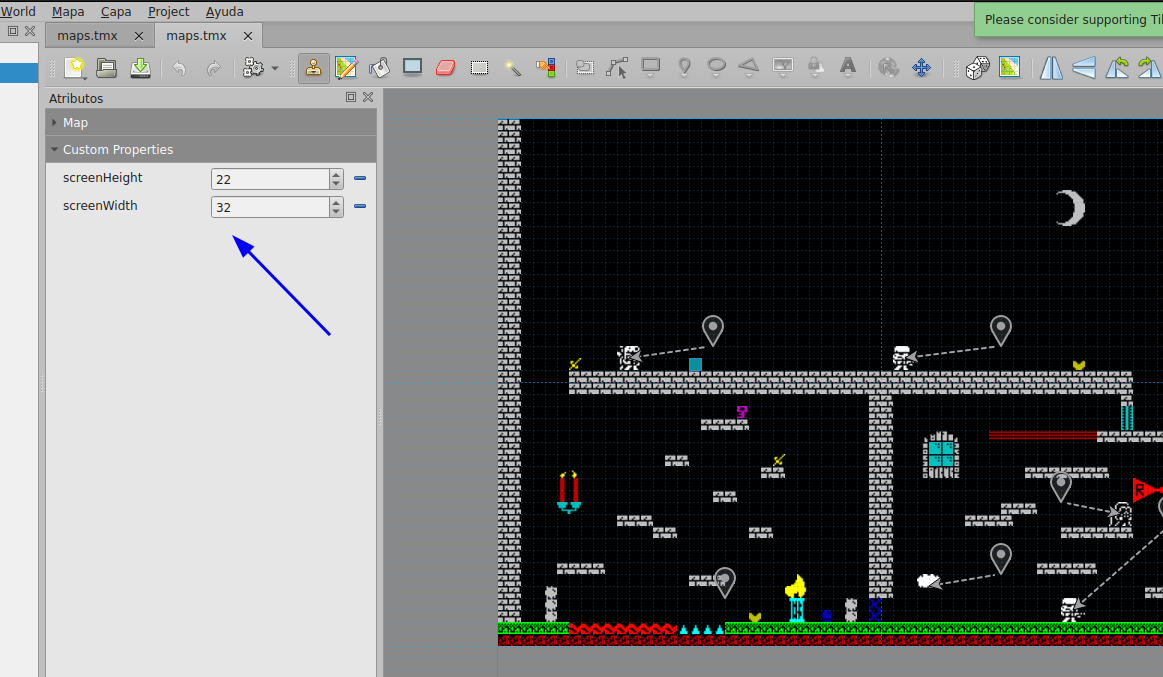 World Mapa Capa Project Ayuda
Please consider supporting
maps.tmx maps.tmx
Atributos
Map
Custom Properties
screenHeight 22
screenWidth 32
R